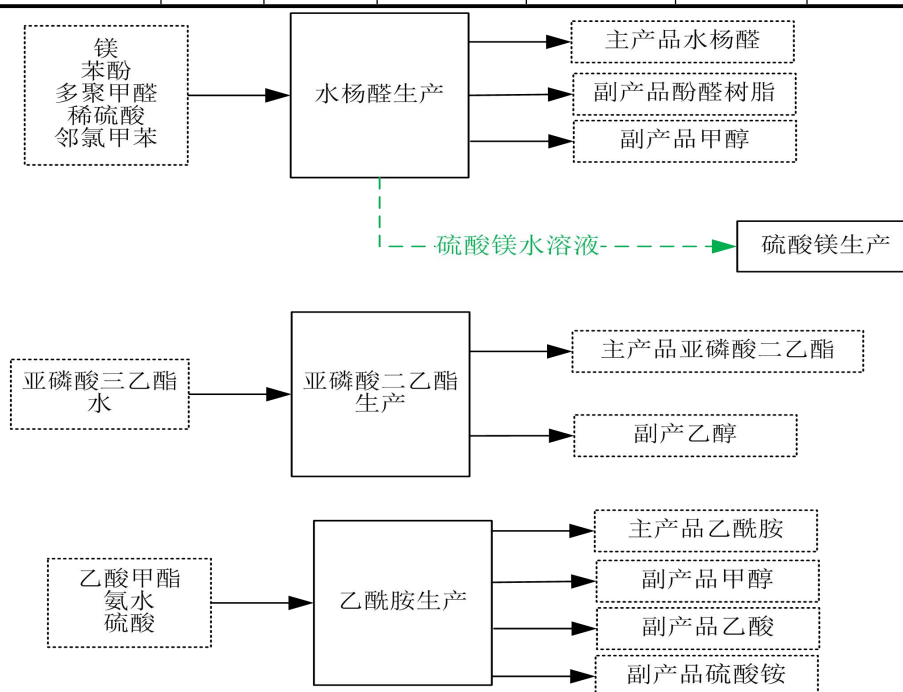 镁
苯酚
多聚甲醛
稀硫酸
邻氯甲苯
水杨醛生产
主产品水杨醛
副产品酚醛树脂
副产品甲醇
硫酸镁水溶液
硫酸镁生产
亚磷酸三乙酯
水
亚磷酸二乙酯
生产
主产品亚磷酸二乙酯
副产乙醇
乙酸甲酯
氨水
硫酸
乙酰胺生产
主产品乙酰胺
副产品甲醇
副产品乙酸
副产品硫酸铵